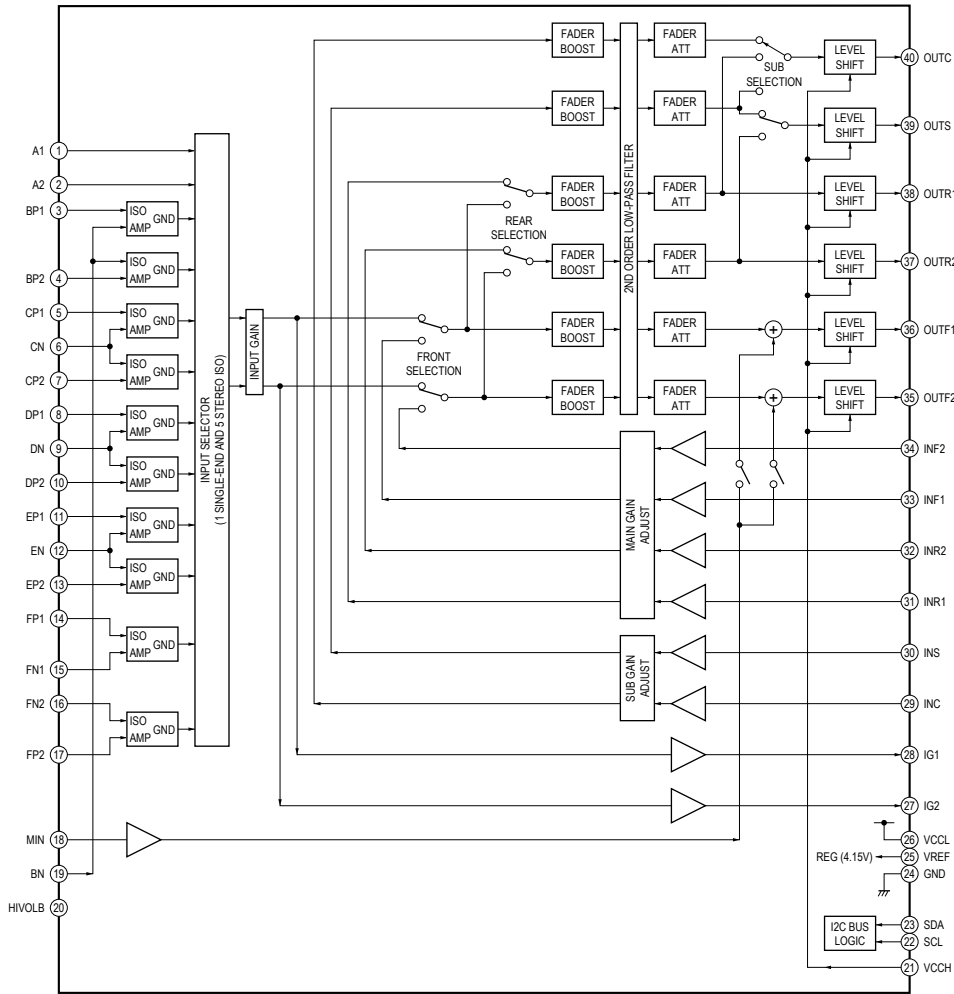 A1 1
A2 2
BP1 3
BP2 4
CP1 5
CN 6
CP2 7
DP1 8
DN 9
DP2 10
EP1 11
EN 12
EP2 13
FP1 14
FN1 15
FN2 16
FP2 17
MIN 18
BN 19
HIVOLB 20
ISO
AMP GND
ISO
AMP GND
ISO
AMP GND
ISO
AMP GND
ISO
AMP GND
ISO
AMP GND
ISO
AMP GND
ISO
AMP GND
ISO
AMP GND
ISO
AMP GND
INPUT SELECTOR
(1 SINGLE-END AND 5 STEREO ISO)
INPUT GAIN
FRONT
SELECTION
REAR
SELECTION
FADER
BOOST
FADER
BOOST
FADER
BOOST
FADER
BOOST
FADER
BOOST
FADER
BOOST
2ND ORDER LOW-PASS FILTER
FADER
ATT
FADER
ATT
FADER
ATT
FADER
ATT
FADER
ATT
FADER
ATT
SUB
SELECTION
+
+
MAIN GAIN
ADJUST
SUB GAIN
ADJUST
LEVEL
SHIFT
LEVEL
SHIFT
LEVEL
SHIFT
LEVEL
SHIFT
LEVEL
SHIFT
LEVEL
SHIFT
40 OUTC
39 OUTS
38 OUTR1
37 OUTR2
36 OUTF1
35 OUTF2
34 INF2
33 INF1
32 INR2
31 INR1
30 INS
29 INC
28 IG1
27 IG2
26 VCCL
REG (4.15V) 25 VREF
24 GND
I2C BUS
LOGIC
23 SDA
22 SCL
21 VCCH